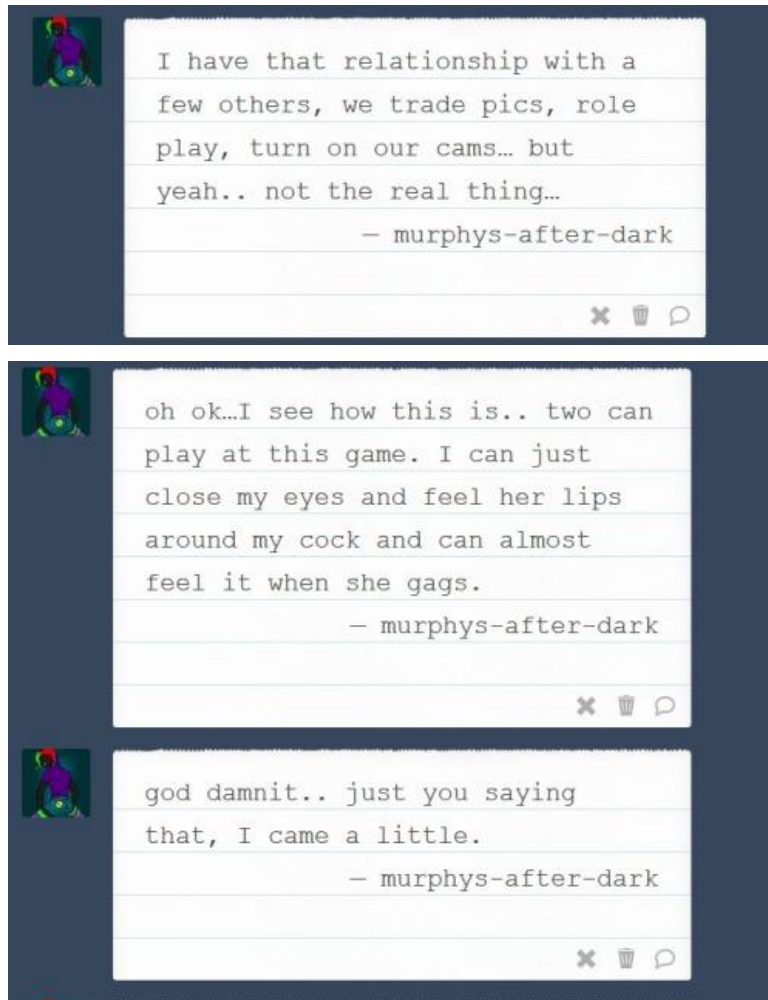 I have that relationship with a
few others, we trade pics, role
play, turn on our cams… but
yeah.. not the real thing…
— murphys-after-dark
oh ok…I see how this is.. two can
play at this game. I can just
close my eyes and feel her lips
around my cock and can almost
feel it when she gags.
— murphys-after-dark
god damnit.. just you saying
that, I came a little.
— murphys-after-dark